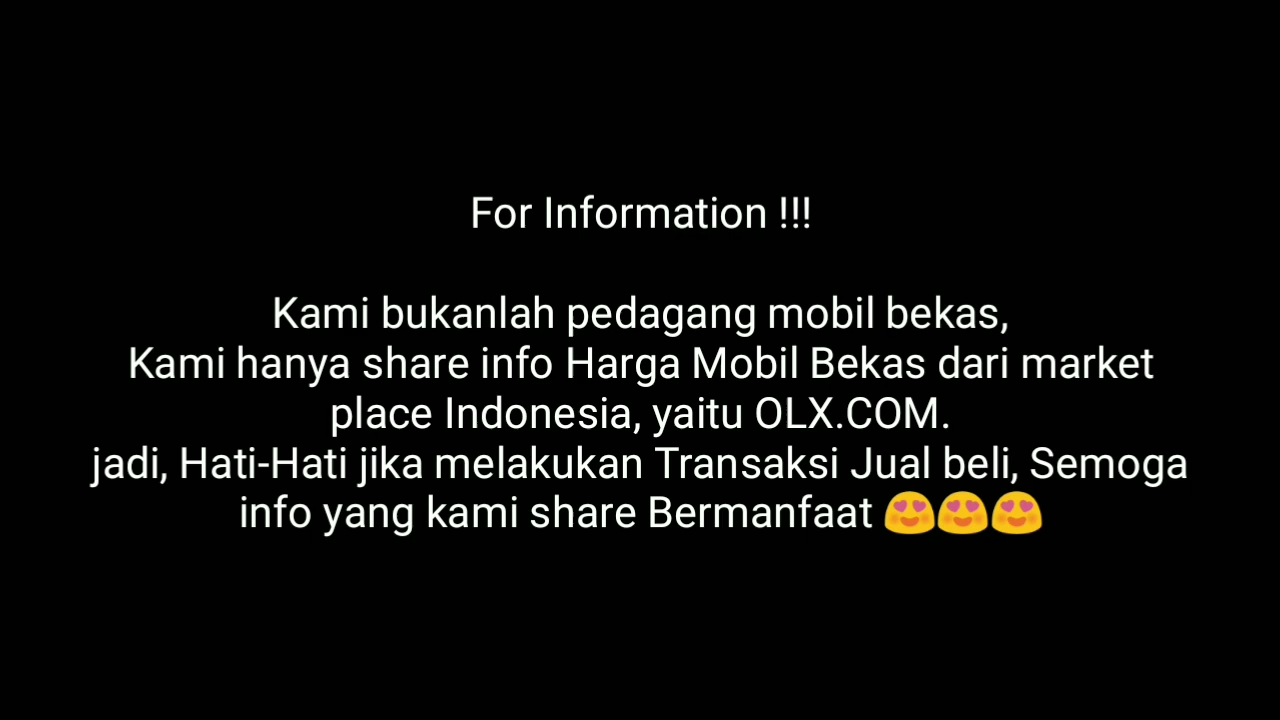 For Information !!!
Kami bukanlah pedagang mobil bekas,
Kami hanya share info Harga Mobil Bekas dari market
place Indonesia, yaitu OLX.COM.
jadi, Hati-Hati jika melakukan Transaksi Jual beli, Semoga
info yang kami share Bermanfaat 😍😍😍